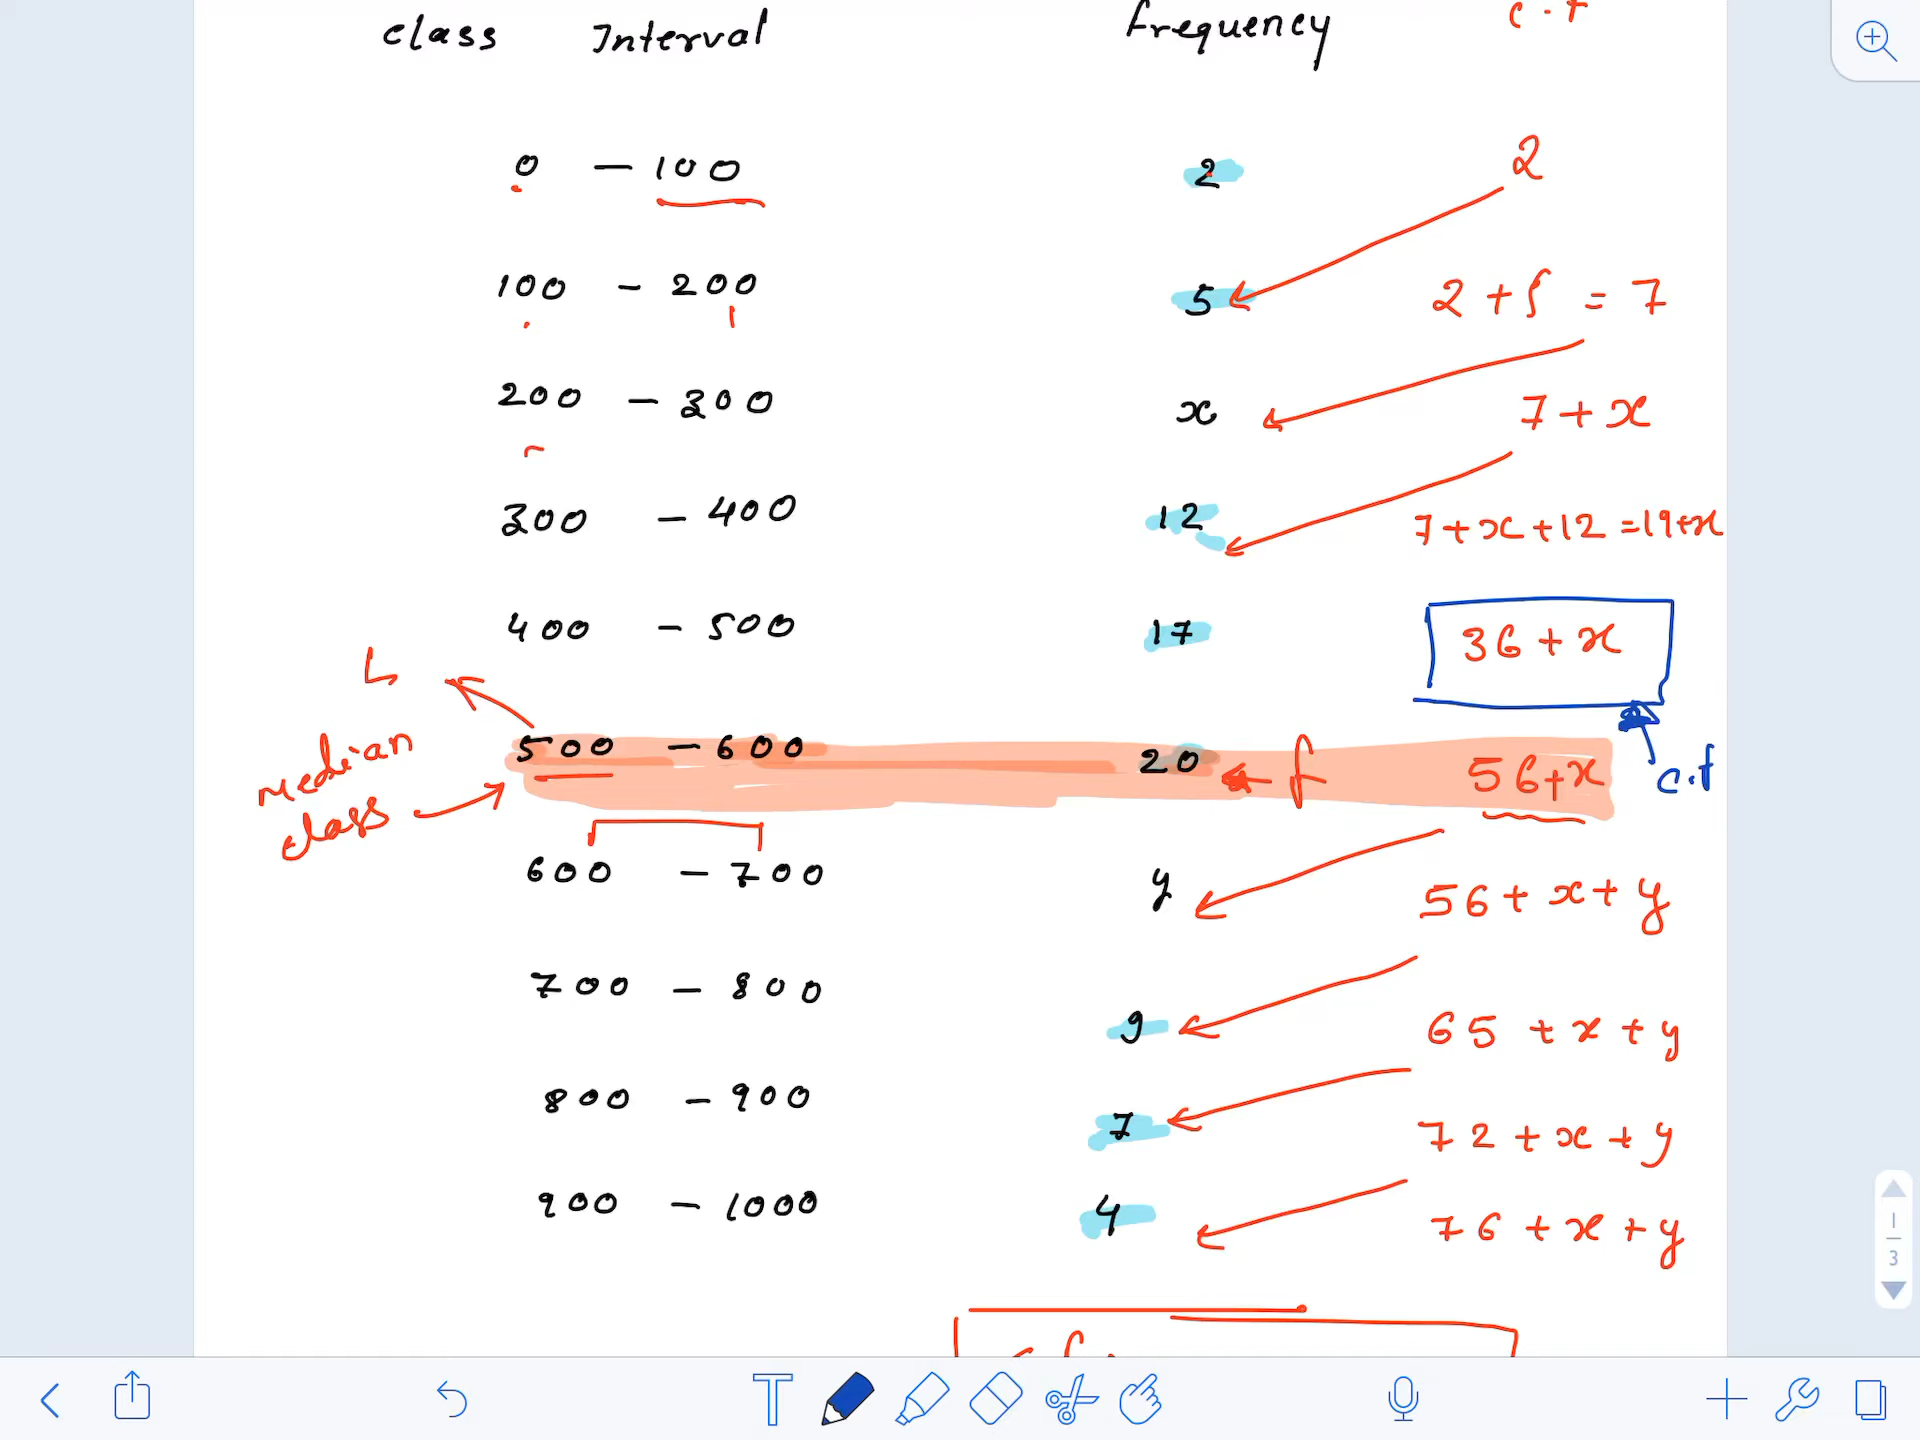 class Interval frequency c.f
0 — 100 2 2
100 - 200 5 2 + 5 = 7
200 - 300 x 7 + x
300 - 400 12 7 + x + 12 = 19 + x
400 - 500 17 36 + x
L
median class
500 - 600 20 f 56 + x c.f
600 - 700 y 56 + x + y
700 - 800 9 65 + x + y
800 - 900 7 72 + x + y
900 - 1000 4 76 + x + y
T
1
3